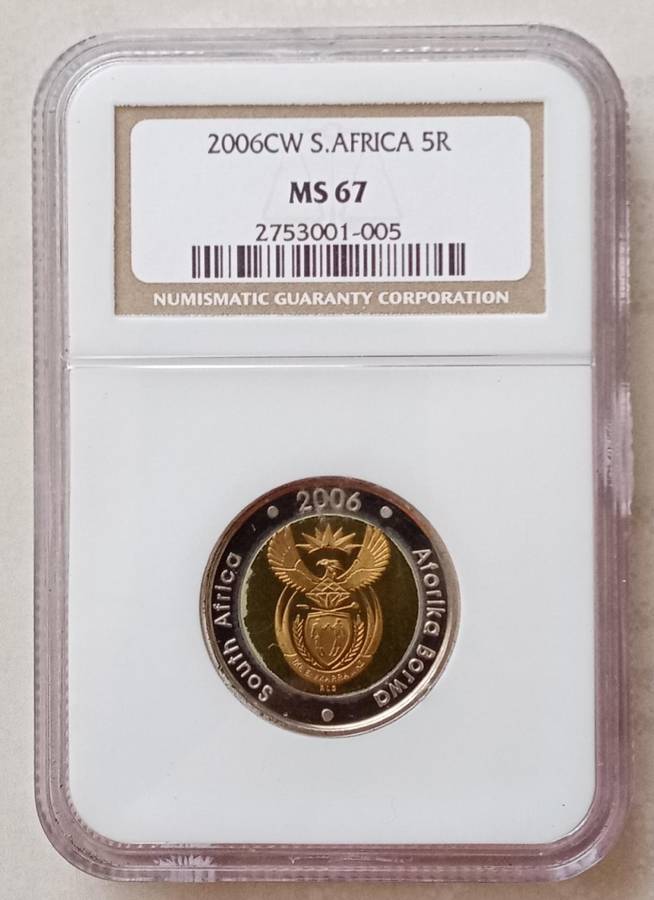 2006CW S.AFRICA 5R
MS 67
2753001-005
NUMISMATIC GUARANTY CORPORATION
2006
South Africa
Aforika Borwa